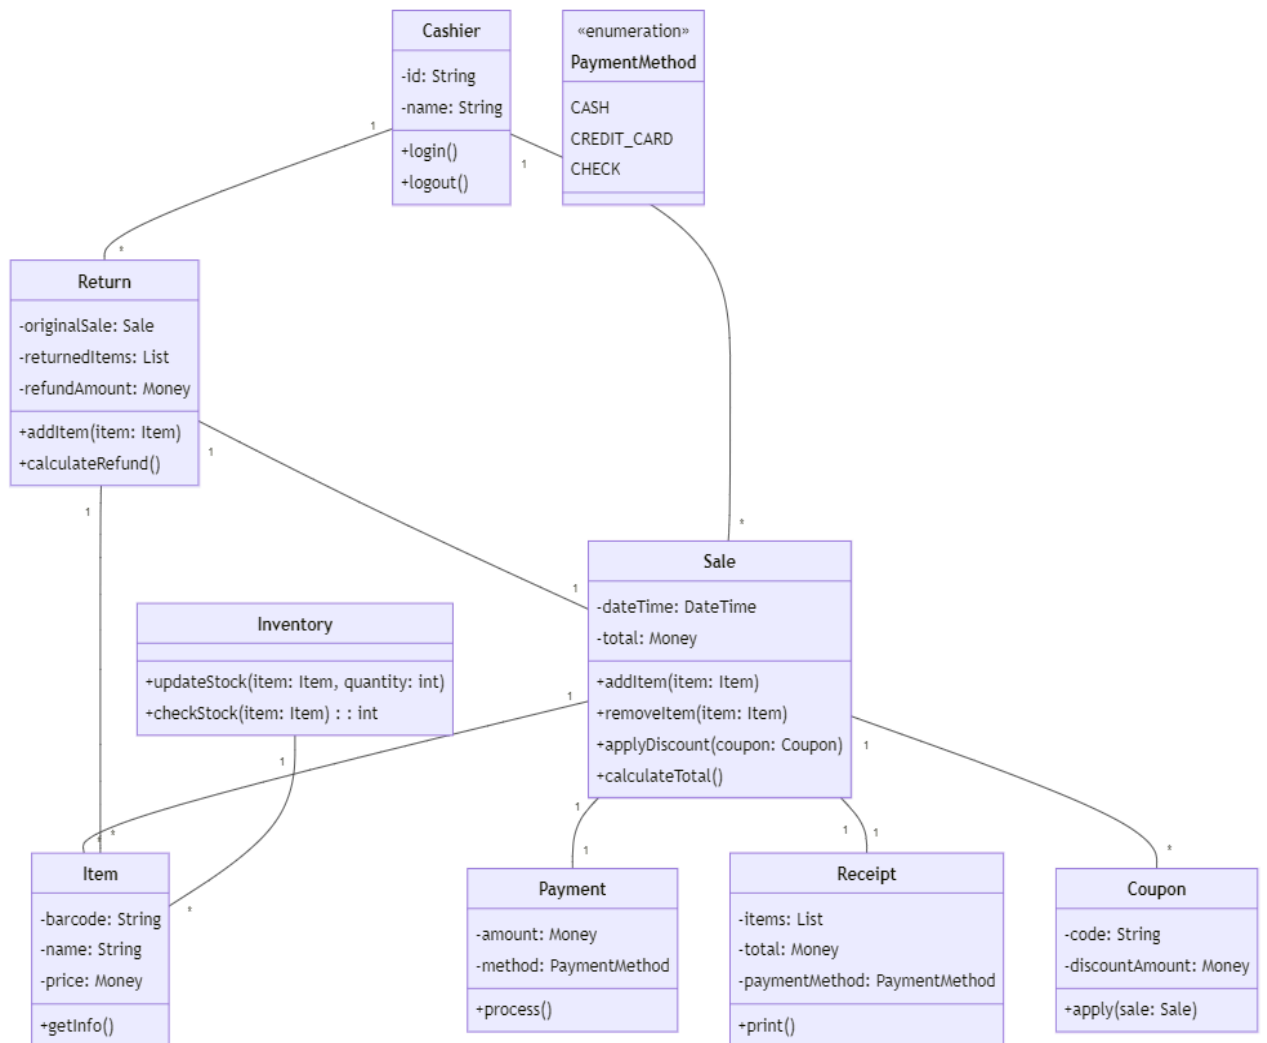 Cashier
-id: String
-name: String
+login()
+logout()
«enumeration»
PaymentMethod
CASH
CREDIT_CARD
CHECK
1
1
*
Return
-originalSale: Sale
-returnedItems: List
-refundAmount: Money
+addItem(item: Item)
+calculateRefund()
1
1
*
1
Sale
-dateTime: DateTime
-total: Money
+addItem(item: Item)
+removeItem(item: Item)
+applyDiscount(coupon: Coupon)
+calculateTotal()
Inventory
+updateStock(item: Item, quantity: int)
+checkStock(item: Item) : : int
1
1
1
1
1
1
*
*
*
1
1
*
Item
-barcode: String
-name: String
-price: Money
+getInfo()
Payment
-amount: Money
-method: PaymentMethod
+process()
Receipt
-items: List
-total: Money
-paymentMethod: PaymentMethod
+print()
Coupon
-code: String
-discountAmount: Money
+apply(sale: Sale)